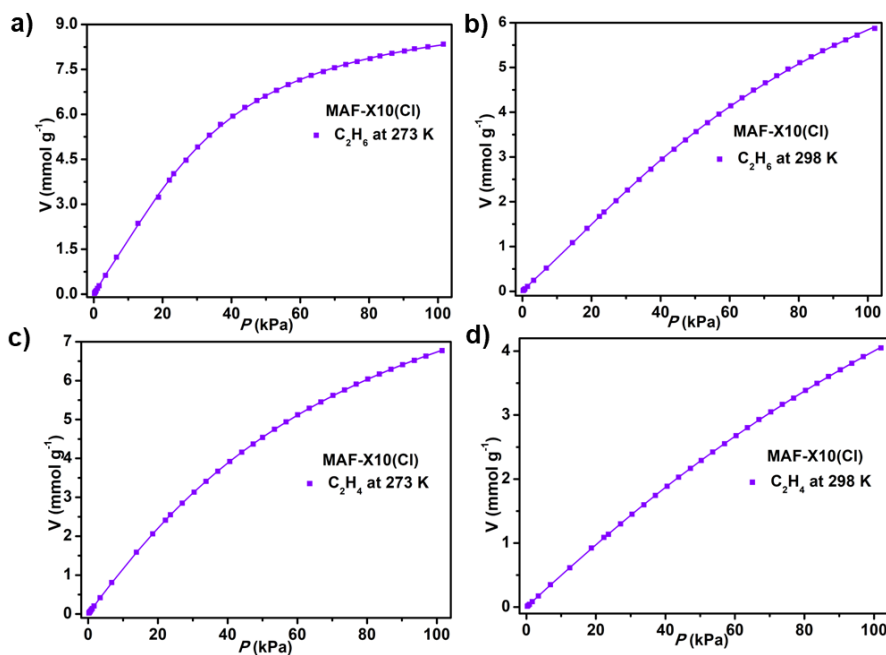 a)
9.0
7.5
6.0
4.5
3.0
1.5
0.0
V (mmol g⁻¹)
MAF-X10(Cl)
C₂H₆ at 273 K
0 20 40 60 80 100
P (kPa)
b)
6
5
4
3
2
1
0
V (mmol g⁻¹)
MAF-X10(Cl)
C₂H₆ at 298 K
0 20 40 60 80 100
P (kPa)
c)
7
6
5
4
3
2
1
0
V (mmol g⁻¹)
MAF-X10(Cl)
C₂H₄ at 273 K
0 20 40 60 80 100
P (kPa)
d)
4
3
2
1
0
V (mmol g⁻¹)
MAF-X10(Cl)
C₂H₄ at 298 K
0 20 40 60 80 100
P (kPa)